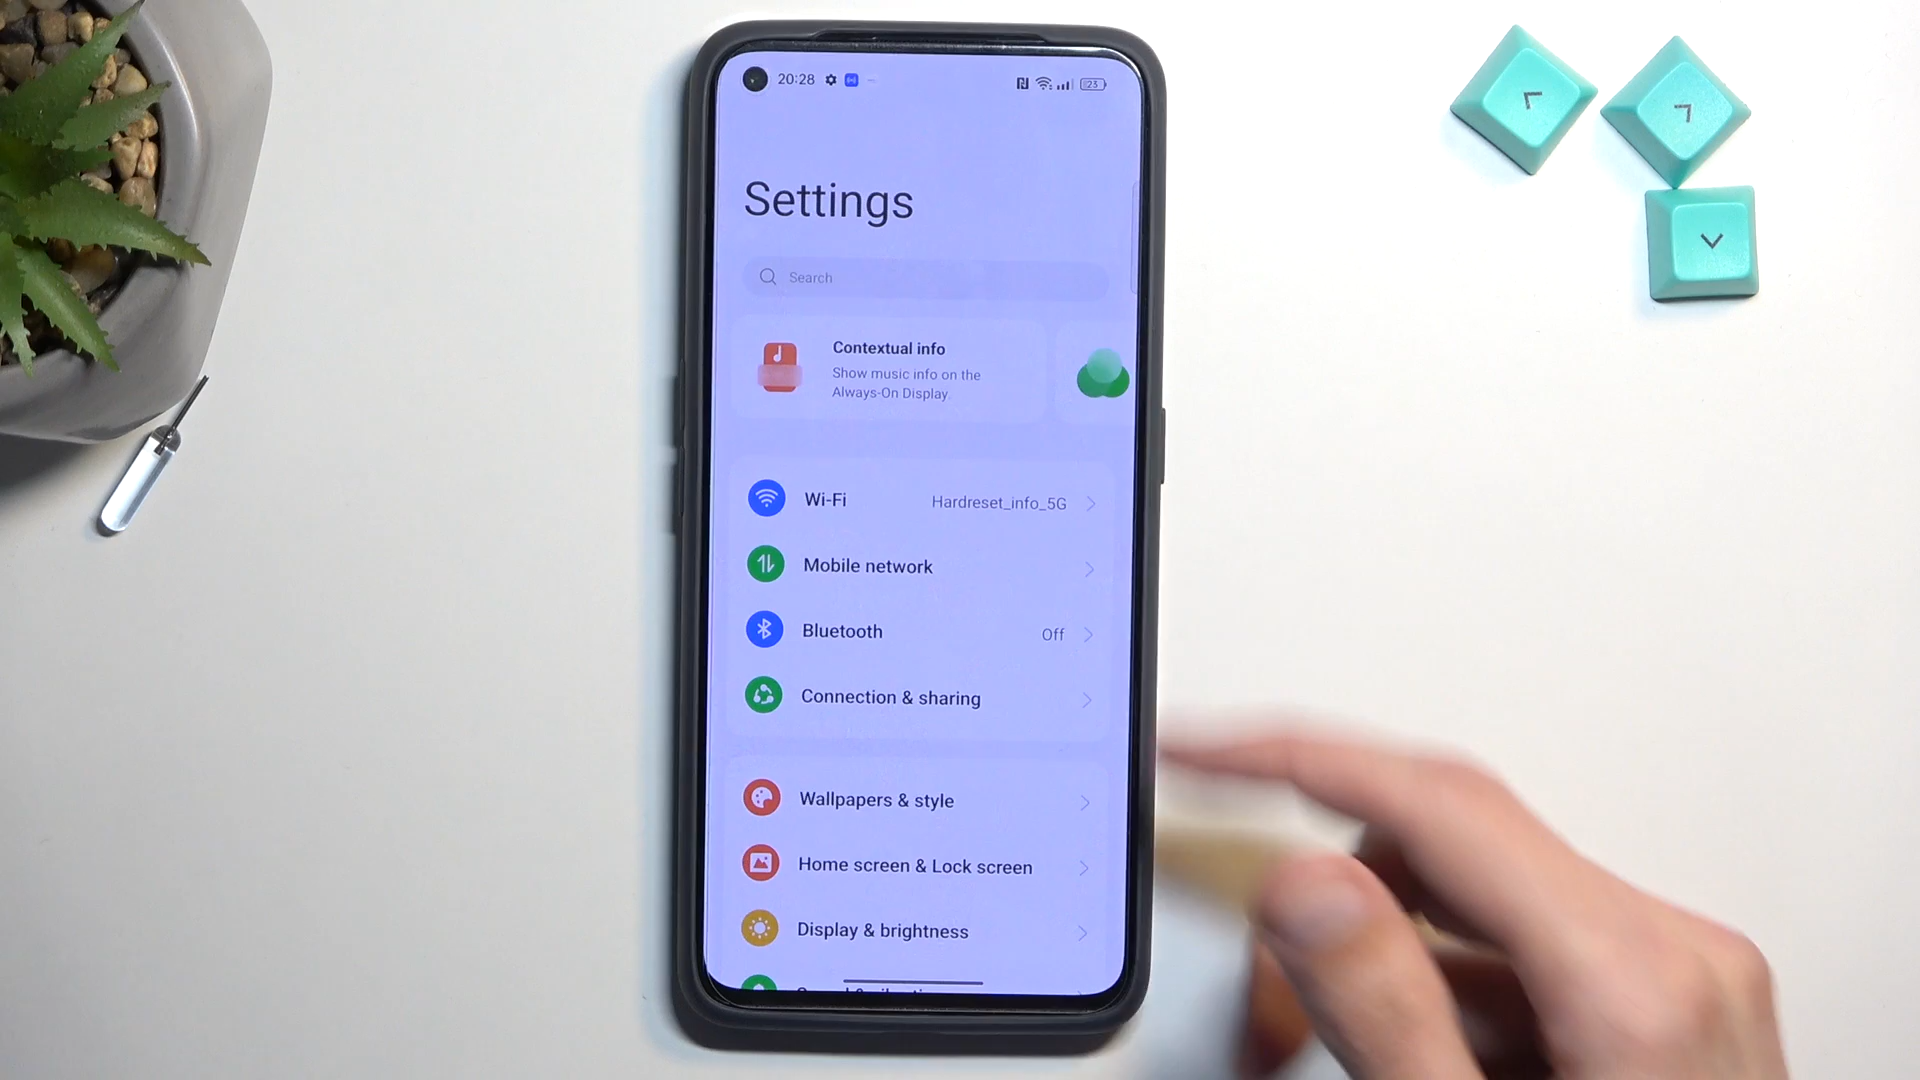 20:28
23
Settings
Search
Contextual info
Show music info on the
Always-On Display
Wi-Fi Hardreset_info_5G
Mobile network
Bluetooth Off
Connection & sharing
Wallpapers & style
Home screen & Lock screen
Display & brightness